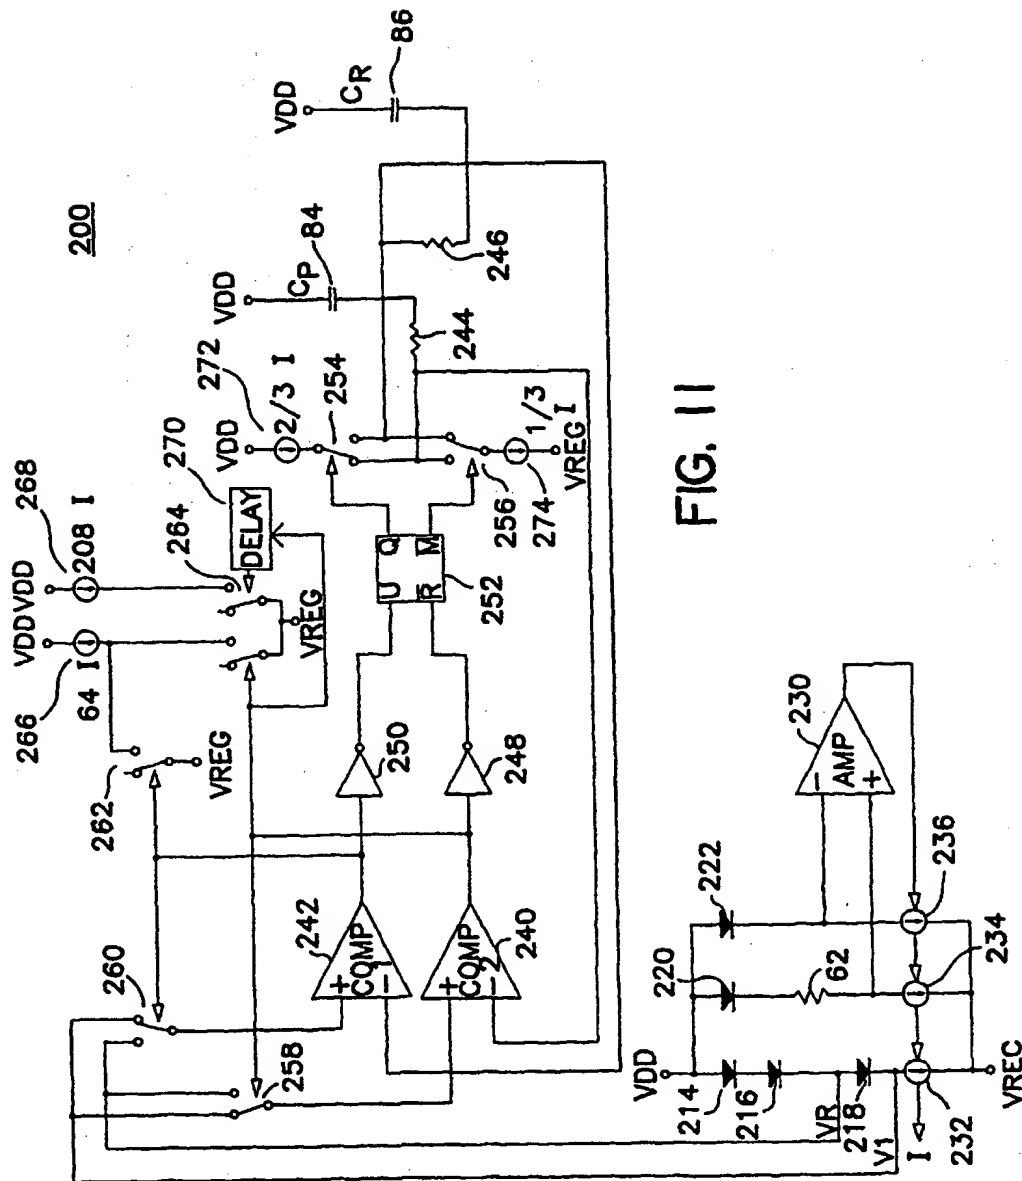 200
268
208 I
VDD
VDD
266
64 I
262
VREG
264
270
DELAY
VREG
272
VDD
2/3 I
254
VDD
CP
84
VDD
CR
86
246
244
256
1/3 I
274
VREG
U
Q
R
M
252
250
248
260
242
COMP
1
+
−
258
COMP
2
+
−
240
FIG. 11
VDD
214
216
VR
218
V1
I
232
VREC
220
62
234
222
236
230
AMP
−
+